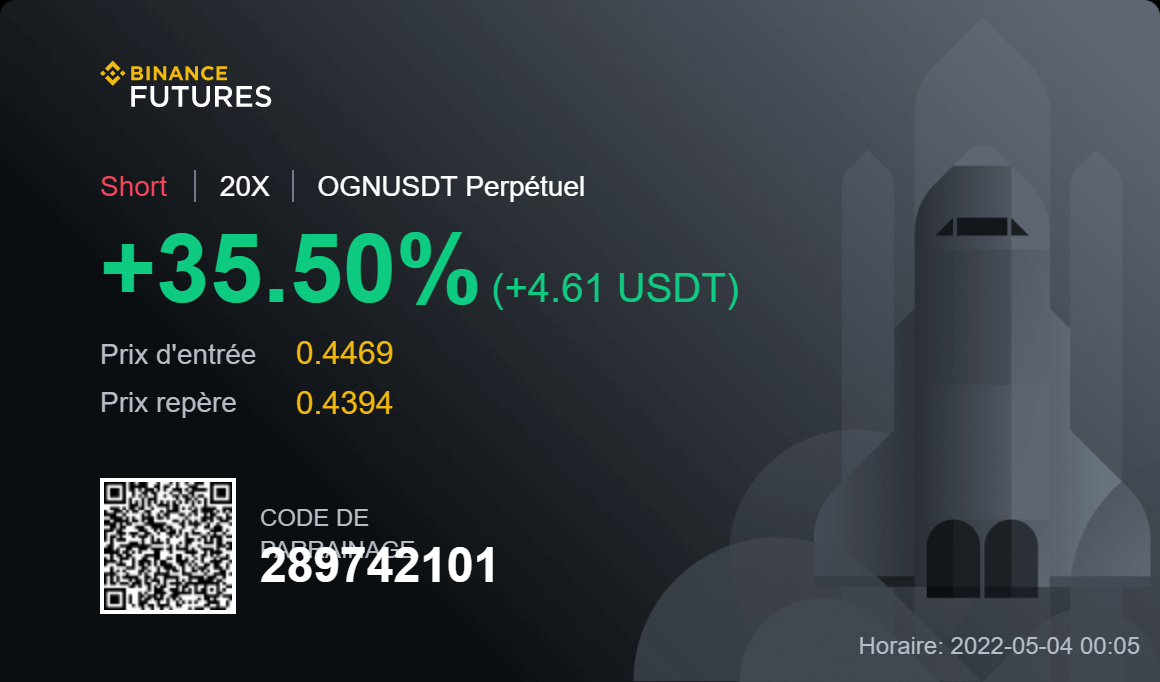 BINANCE
FUTURES
Short | 20X | OGNUSDT Perpétuel
+35.50% (+4.61 USDT)
Prix d'entrée 0.4469
Prix repère 0.4394
CODE DE
PARRAINAGE
289742101
Horaire: 2022-05-04 00:05